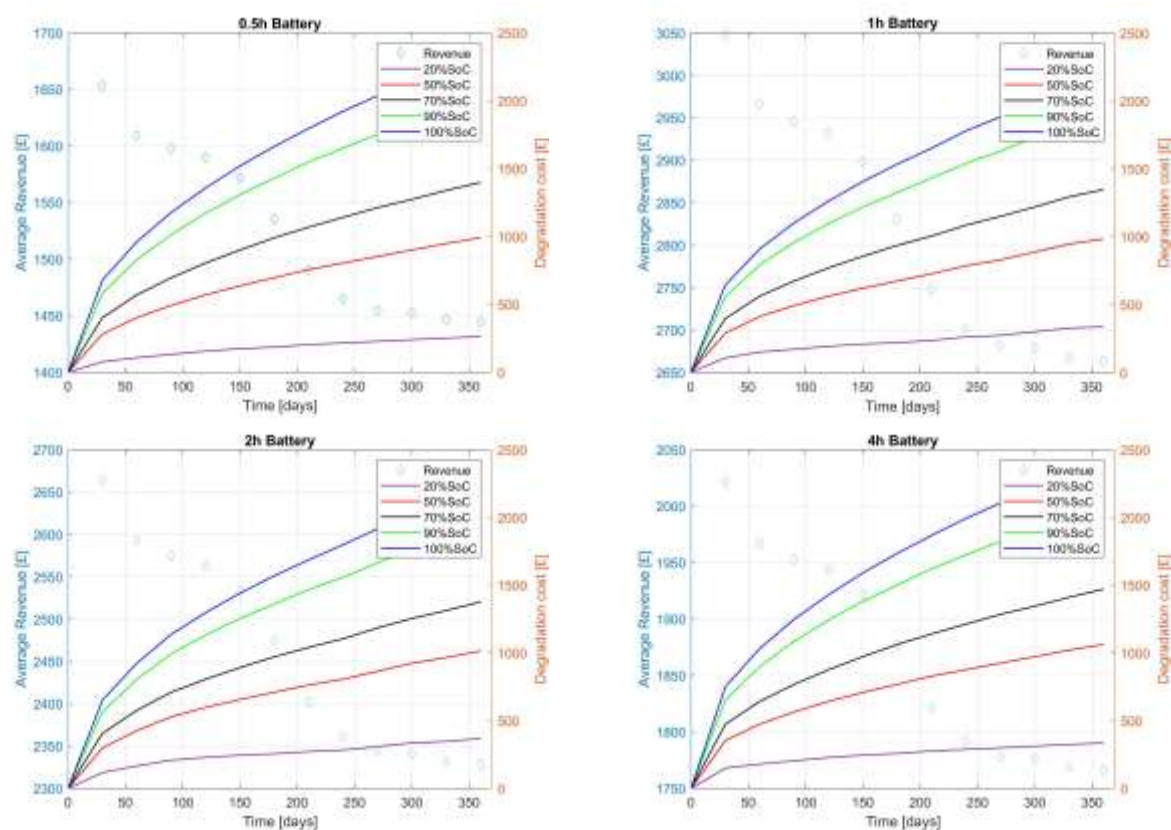 0.5h Battery
1700
1650
1600
1550
1500
1450
1400
Average Revenue [£]
2500
2000
1500
1000
500
0
Degradation cost [£]
Revenue
20%SoC
50%SoC
70%SoC
90%SoC
100%SoC
0 50 100 150 200 250 300 350
Time [days]
1h Battery
3050
3000
2950
2900
2850
2800
2750
2700
2650
Average Revenue [£]
2500
2000
1500
1000
500
0
Degradation cost [£]
Revenue
20%SoC
50%SoC
70%SoC
90%SoC
100%SoC
0 50 100 150 200 250 300 350
Time [days]
2h Battery
2700
2650
2600
2550
2500
2450
2400
2350
2300
Average Revenue [£]
2500
2000
1500
1000
500
0
Degradation cost [£]
Revenue
20%SoC
50%SoC
70%SoC
90%SoC
100%SoC
0 50 100 150 200 250 300 350
Time [days]
4h Battery
2050
2000
1950
1900
1850
1800
1750
Average Revenue [£]
2500
2000
1500
1000
500
0
Degradation cost [£]
Revenue
20%SoC
50%SoC
70%SoC
90%SoC
100%SoC
0 50 100 150 200 250 300 350
Time [days]